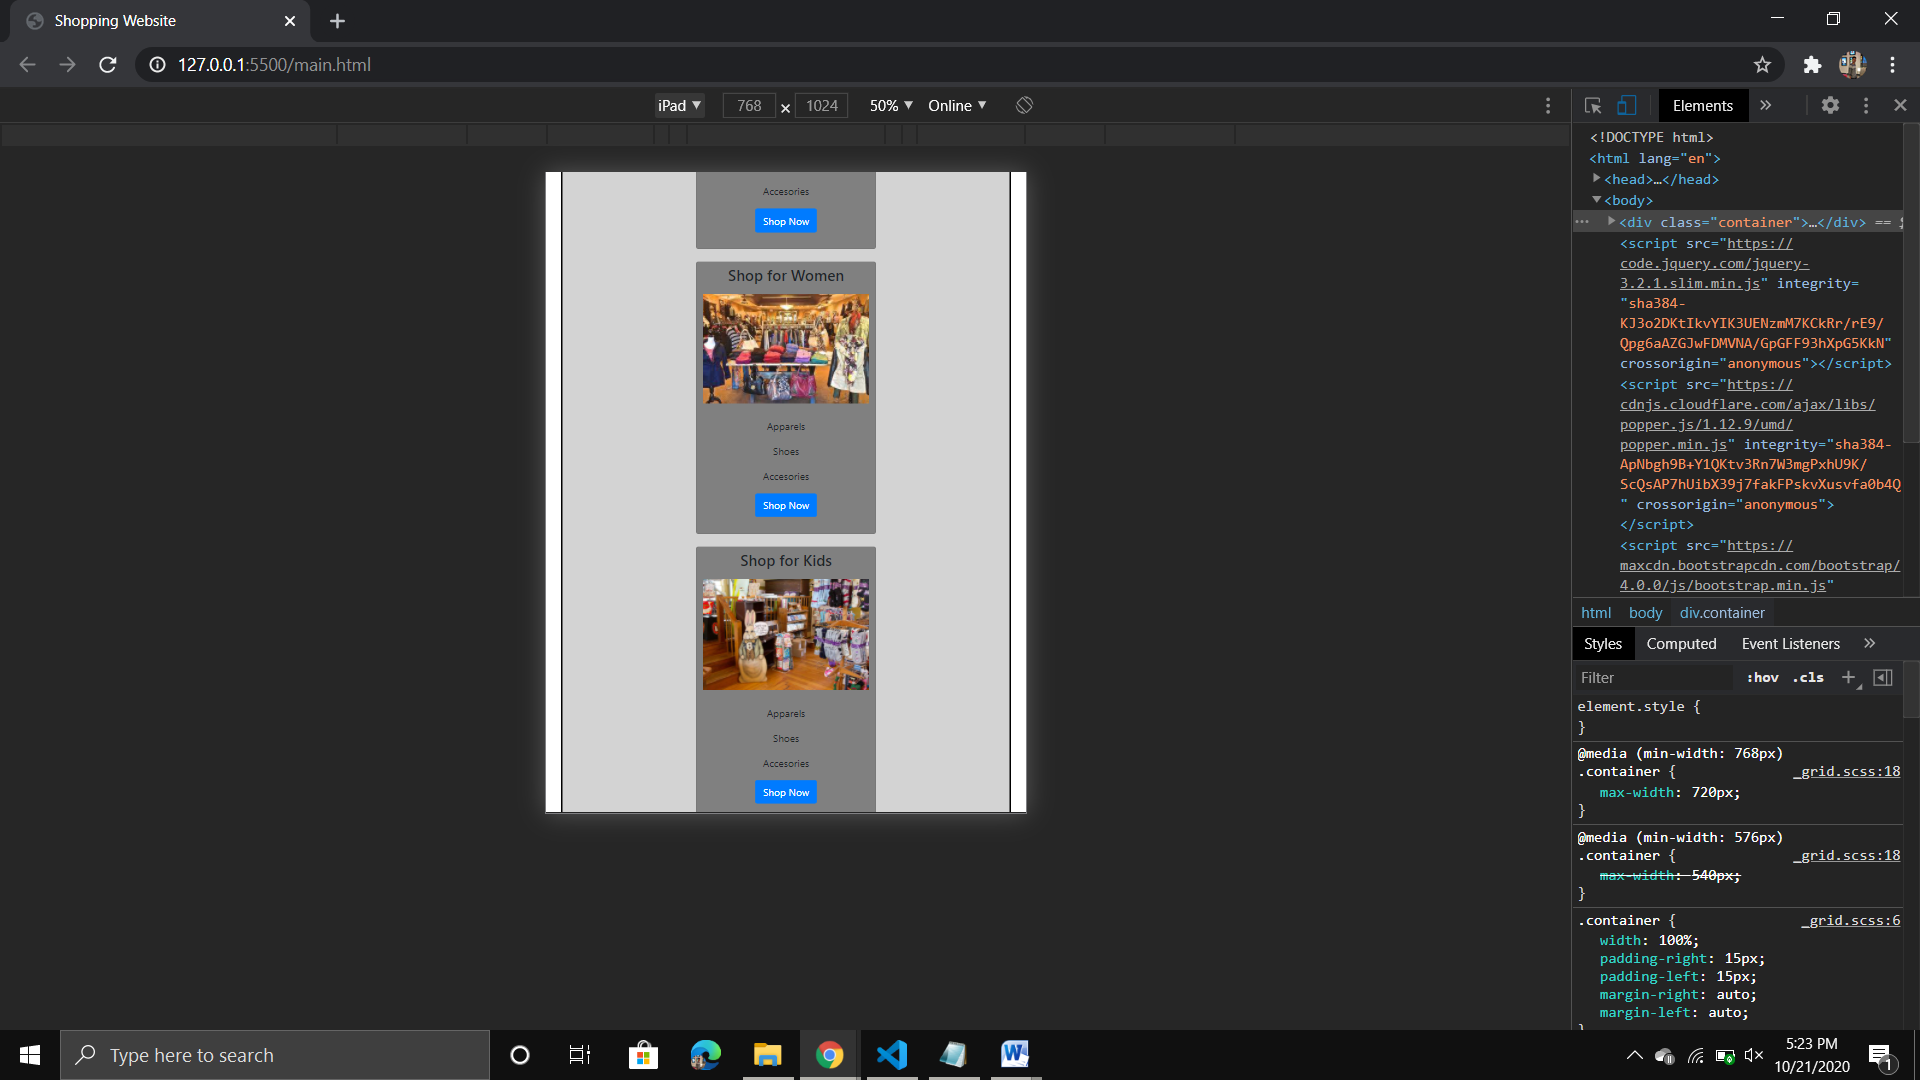 Shopping Website
127.0.0.1:5500/main.html
iPad ▼ 768 x 1024 50% ▼ Online ▼
Elements
Accesories
Shop Now
Shop for Women
Apparels
Shoes
Accesories
Shop Now
Shop for Kids
Apparels
Shoes
Accesories
Shop Now
<!DOCTYPE html>
<html lang="en">
<head>…</head>
<body>
<div class="container">…</div> ==
<script src="https://
code.jquery.com/jquery-
3.2.1.slim.min.js" integrity=
"sha384-
KJ3o2DKtIkvYIK3UENzmM7KCkRr/rE9/
Qpg6aAZGJwFDMVNA/GpGFF93hXpG5KkN"
crossorigin="anonymous"></script>
<script src="https://
cdnjs.cloudflare.com/ajax/libs/
popper.js/1.12.9/umd/
popper.min.js" integrity="sha384-
ApNbgh9B+Y1QKtv3Rn7W3mgPxhU9K/
ScQsAP7hUibX39j7fakFPskvXusvfa0b4Q
" crossorigin="anonymous">
</script>
<script src="https://
maxcdn.bootstrapcdn.com/bootstrap/
4.0.0/js/bootstrap.min.js"
html body div.container
Styles Computed Event Listeners
Filter :hov .cls
element.style {
}
@media (min-width: 768px)
.container { _grid.scss:18
max-width: 720px;
}
@media (min-width: 576px)
.container { _grid.scss:18
max-width: 540px;
}
.container { _grid.scss:6
width: 100%;
padding-right: 15px;
padding-left: 15px;
margin-right: auto;
margin-left: auto;
}
Type here to search
5:23 PM
10/21/2020
1